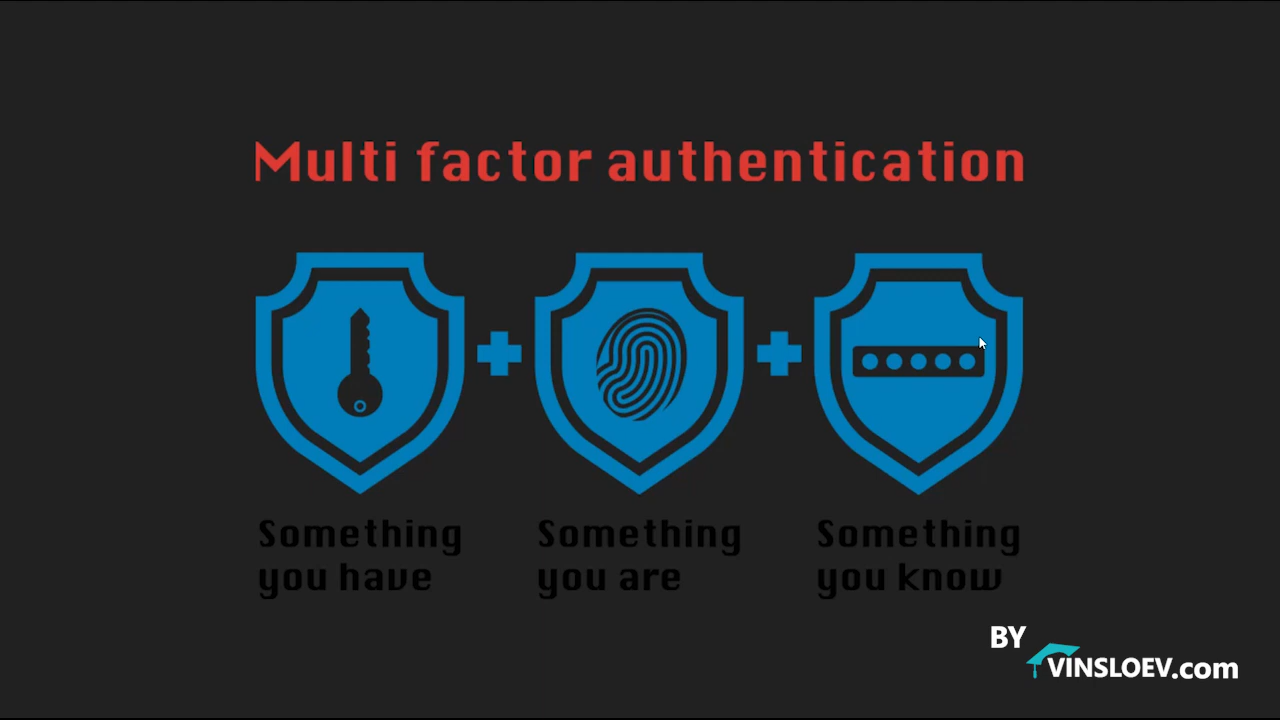 Multi factor authentication
Something you have
Something you are
Something you know
BY
VINSLOEV.com